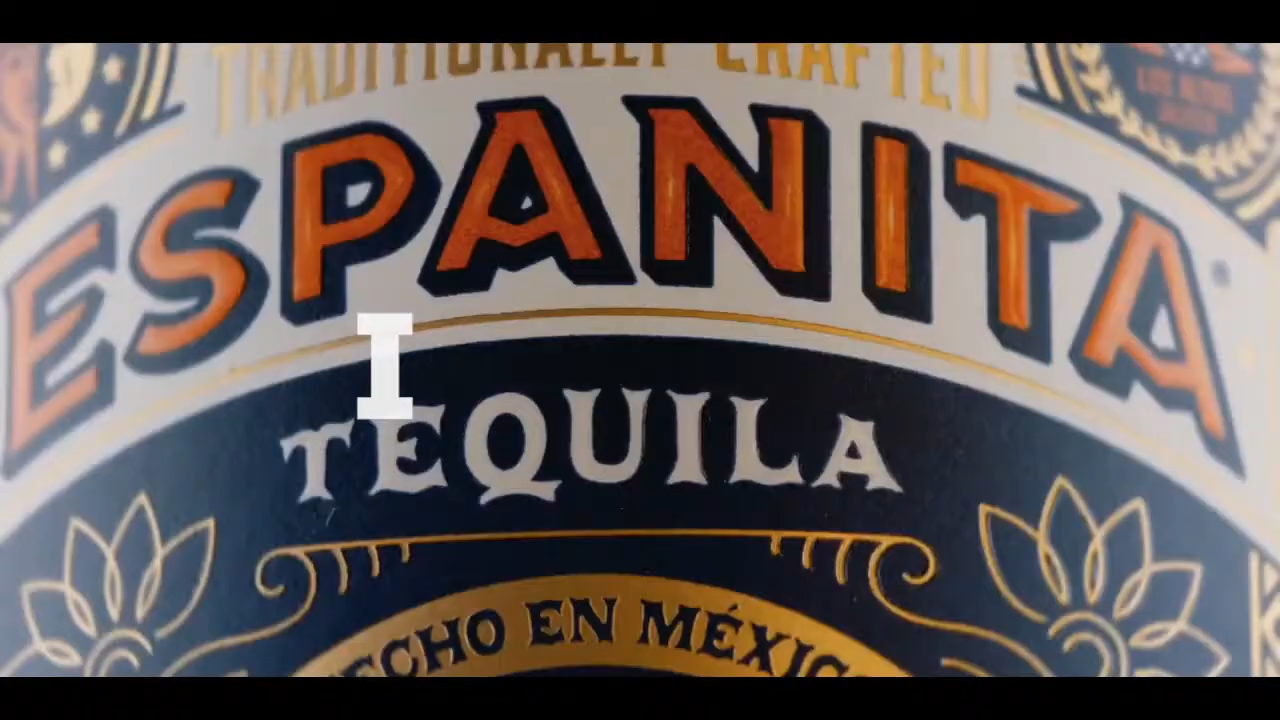 TRADITIONALLY CRAFTED
ESPANITA
I
TEQUILA
HECHO EN MÉXICO